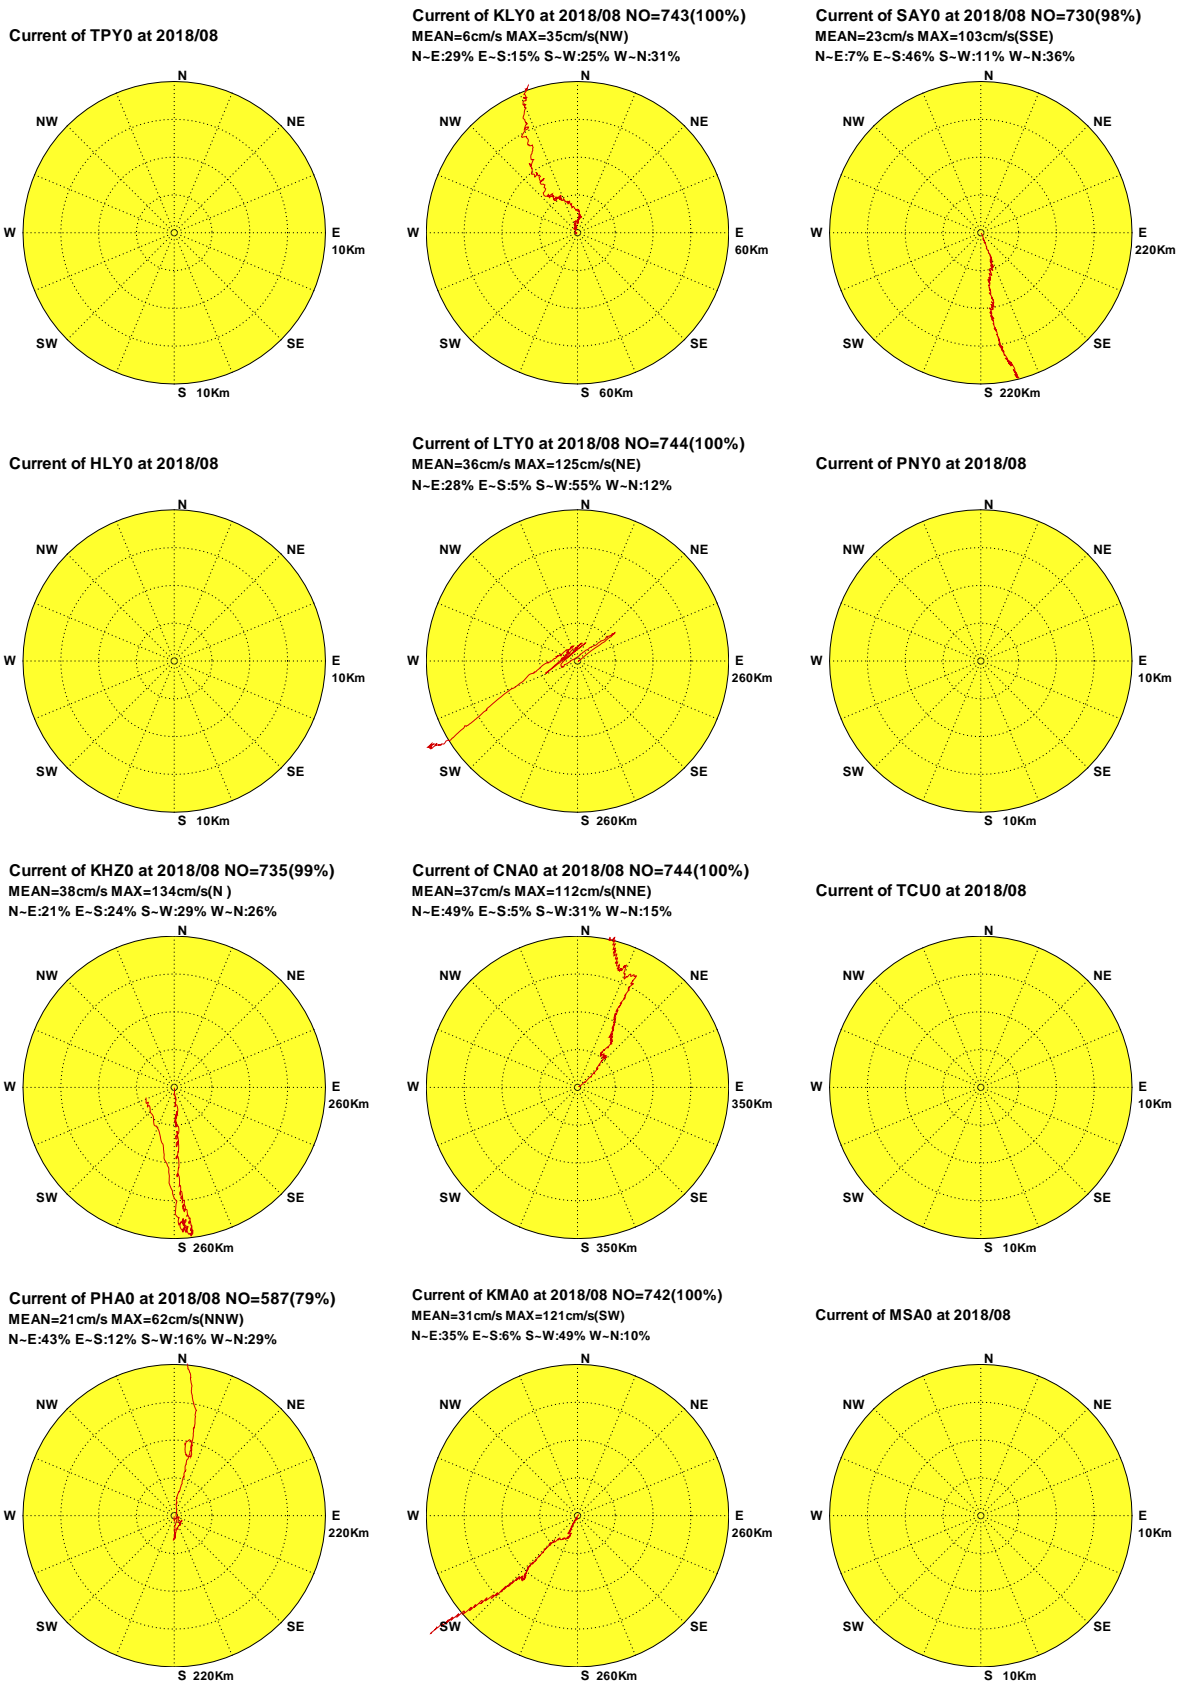 Current of TPY0 at 2018/08
N
NW
NE
W
E
10Km
SW
SE
S 10Km
Current of KLY0 at 2018/08 NO=743(100%)
MEAN=6cm/s MAX=35cm/s(NW)
N~E:29% E~S:15% S~W:25% W~N:31%
N
NW
NE
W
E
60Km
SW
SE
S 60Km
Current of SAY0 at 2018/08 NO=730(98%)
MEAN=23cm/s MAX=103cm/s(SSE)
N~E:7% E~S:46% S~W:11% W~N:36%
N
NW
NE
W
E
220Km
SW
SE
S 220Km
Current of HLY0 at 2018/08
N
NW
NE
W
E
10Km
SW
SE
S 10Km
Current of LTY0 at 2018/08 NO=744(100%)
MEAN=36cm/s MAX=125cm/s(NE)
N~E:28% E~S:5% S~W:55% W~N:12%
N
NW
NE
W
E
260Km
SW
SE
S 260Km
Current of PNY0 at 2018/08
N
NW
NE
W
E
10Km
SW
SE
S 10Km
Current of KHZ0 at 2018/08 NO=735(99%)
MEAN=38cm/s MAX=134cm/s(N )
N~E:21% E~S:24% S~W:29% W~N:26%
N
NW
NE
W
E
260Km
SW
SE
S 260Km
Current of CNA0 at 2018/08 NO=744(100%)
MEAN=37cm/s MAX=112cm/s(NNE)
N~E:49% E~S:5% S~W:31% W~N:15%
N
NW
NE
W
E
350Km
SW
SE
S 350Km
Current of TCU0 at 2018/08
N
NW
NE
W
E
10Km
SW
SE
S 10Km
Current of PHA0 at 2018/08 NO=587(79%)
MEAN=21cm/s MAX=62cm/s(NNW)
N~E:43% E~S:12% S~W:16% W~N:29%
N
NW
NE
W
E
220Km
SW
SE
S 220Km
Current of KMA0 at 2018/08 NO=742(100%)
MEAN=31cm/s MAX=121cm/s(SW)
N~E:35% E~S:6% S~W:49% W~N:10%
N
NW
NE
W
E
260Km
SW
SE
S 260Km
Current of MSA0 at 2018/08
N
NW
NE
W
E
10Km
SW
SE
S 10Km